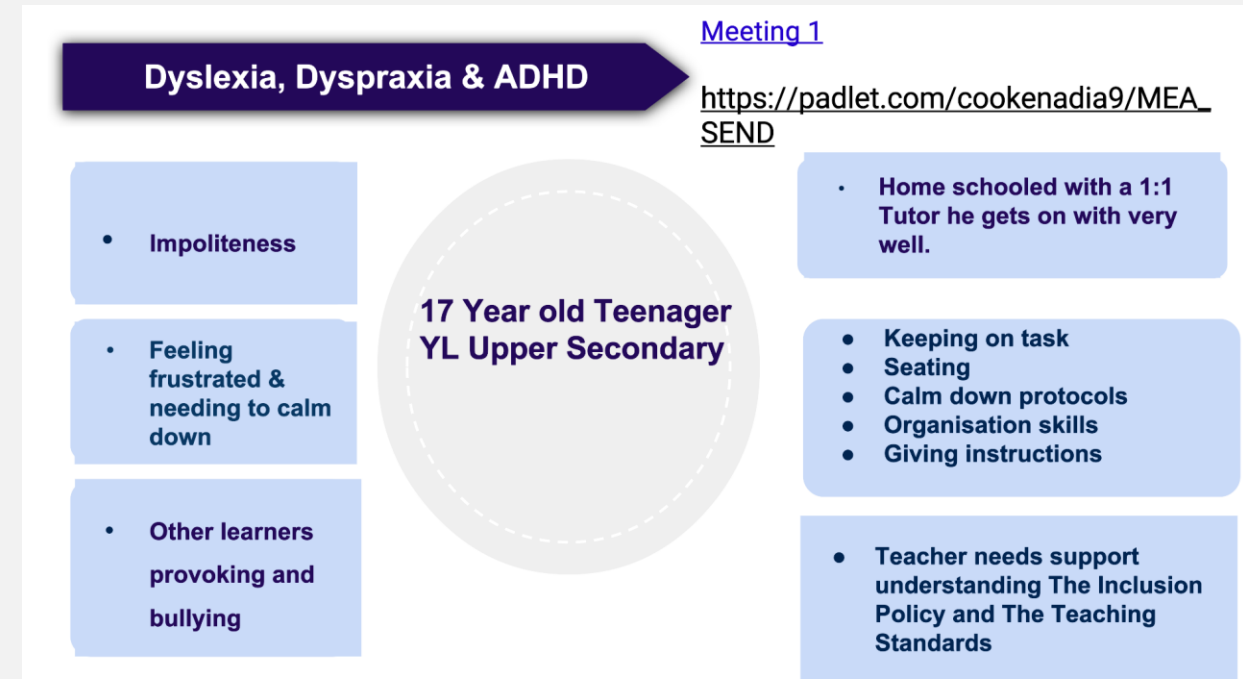 Meeting 1
Dyslexia, Dyspraxia & ADHD
https://padlet.com/cookenadia9/MEA_
SEND
• Impoliteness
• Feeling
frustrated &
needing to calm
down
• Other learners
provoking and
bullying
17 Year old Teenager
YL Upper Secondary
• Home schooled with a 1:1
Tutor he gets on with very
well.
● Keeping on task
● Seating
● Calm down protocols
● Organisation skills
● Giving instructions
● Teacher needs support
understanding The Inclusion
Policy and The Teaching
Standards